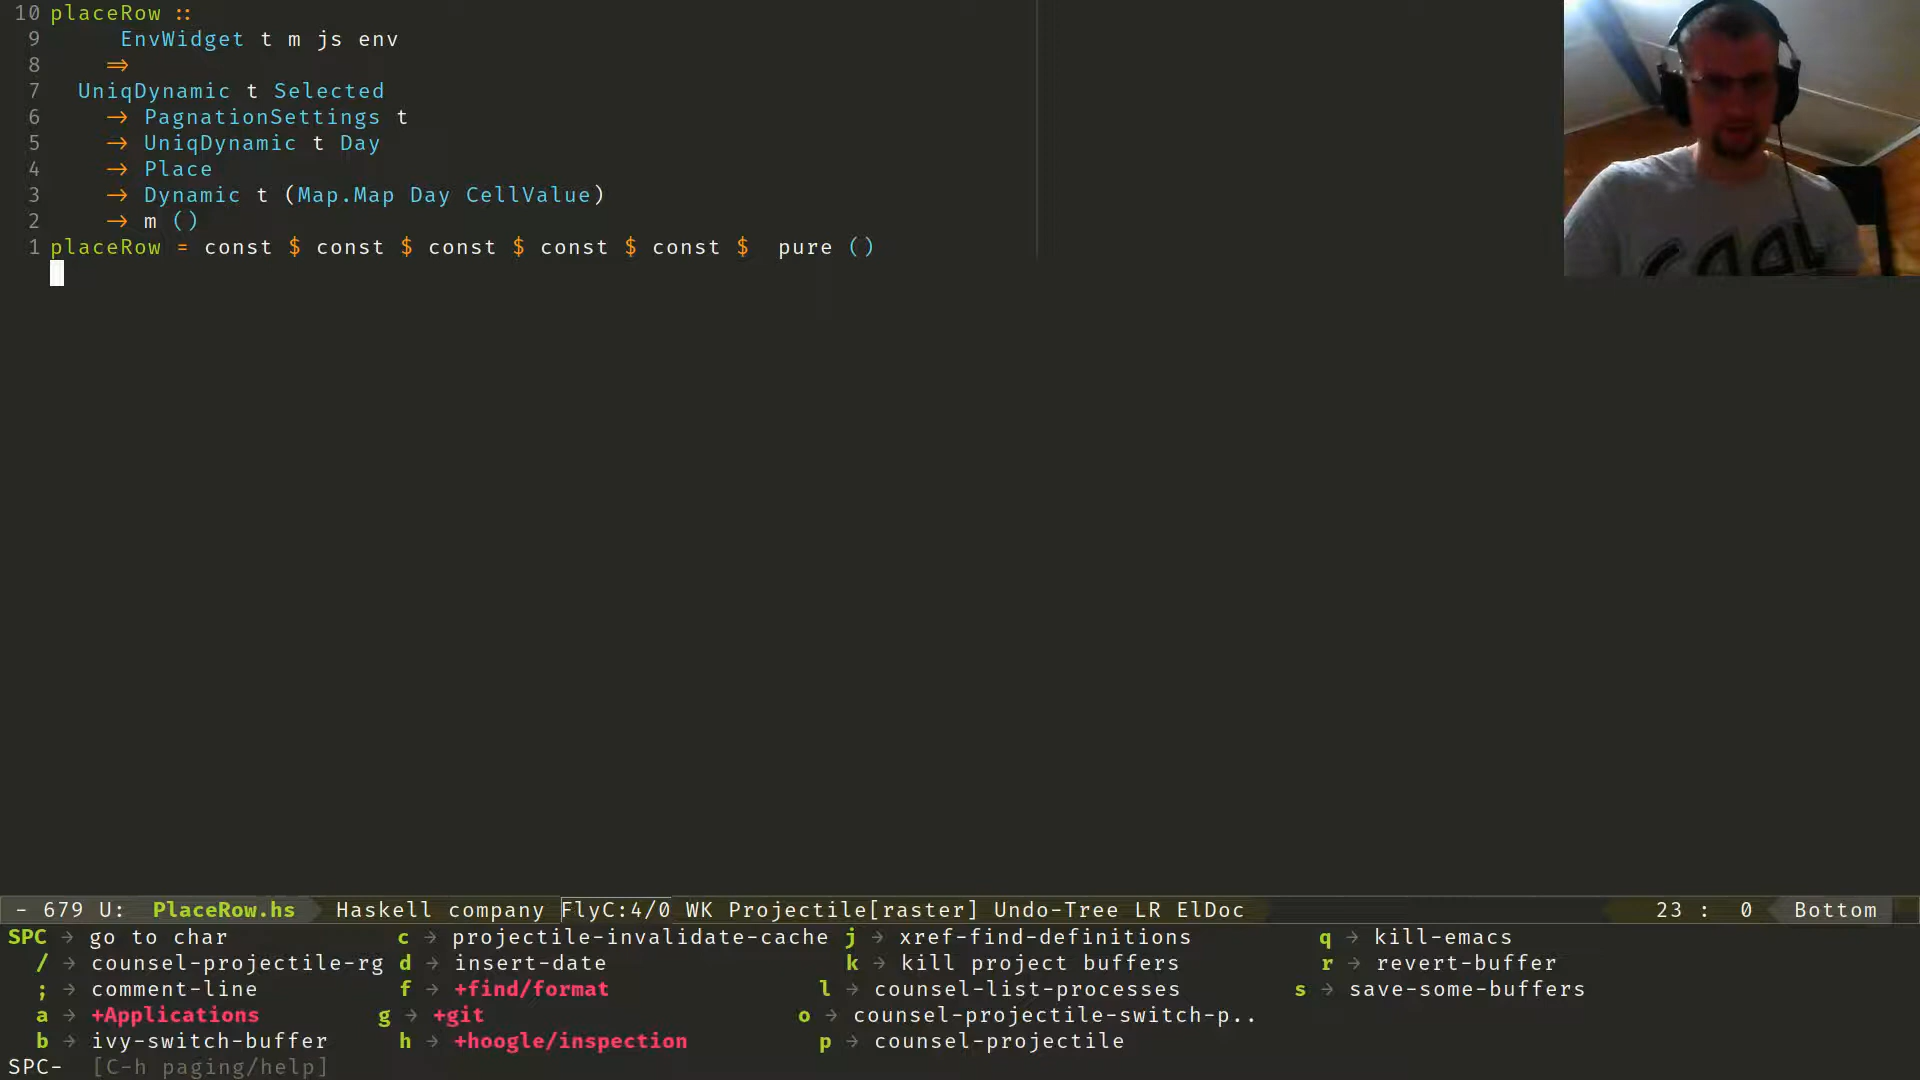 10 placeRow ::
9 EnvWidget t m js env
8 ⇒
7 UniqDynamic t Selected
6 → PagnationSettings t
5 → UniqDynamic t Day
4 → Place
3 → Dynamic t (Map.Map Day CellValue)
2 → m ()
1 placeRow = const $ const $ const $ const $ const $  pure ()
- 679 U: PlaceRow.hs Haskell company FlyC:4/0 WK Projectile[raster] Undo-Tree LR ElDoc 23 : 0 Bottom
SPC → go to char c → projectile-invalidate-cache j → xref-find-definitions q → kill-emacs
/ → counsel-projectile-rg d → insert-date k → kill project buffers r → revert-buffer
; → comment-line f → +find/format l → counsel-list-processes s → save-some-buffers
a → +Applications g → +git o → counsel-projectile-switch-p..
b → ivy-switch-buffer h → +hoogle/inspection p → counsel-projectile
SPC- [C-h paging/help]